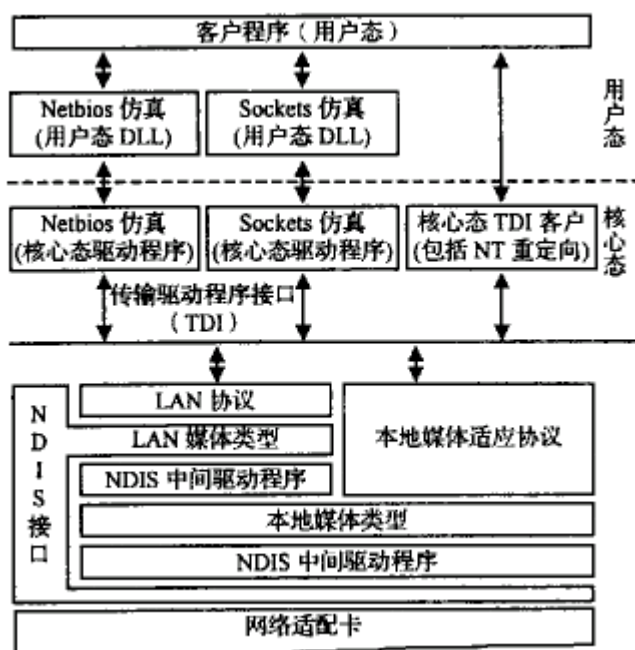 客户程序（用户态）
Netbios 仿真
(用户态 DLL)
Sockets 仿真
(用户态 DLL)
用户态
Netbios 仿真
(核心态驱动程序)
Sockets 仿真
(核心态驱动程序)
核心态 TDI 客户
(包括 NT 重定向)
核心态
传输驱动程序接口
（TDI）
NDIS接口
LAN 协议
LAN 媒体类型
NDIS 中间驱动程序
本地媒体适应协议
本地媒体类型
NDIS 中间驱动程序
网络适配卡